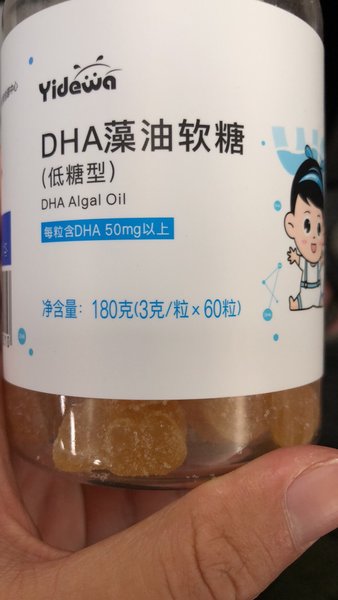 Yidewa
DHA藻油软糖
(低糖型)
DHA Algal Oil
每粒含DHA 50mg以上
净含量: 180克(3克/粒×60粒)